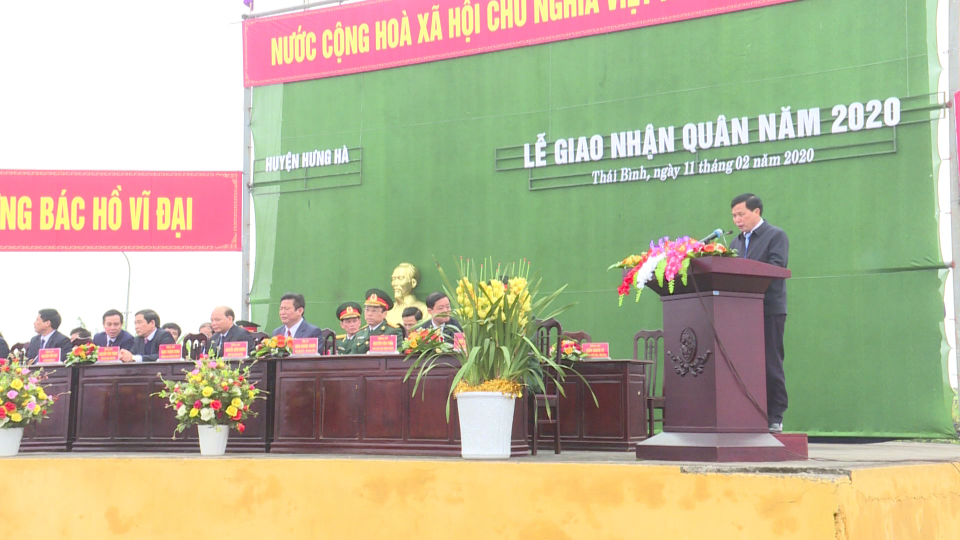 NƯỚC CỘNG HOÀ XÃ HỘI CHỦ NGHĨA VIỆT
HUYỆN HƯNG HÀ
LỄ GIAO NHẬN QUÂN NĂM 2020
Thái Bình, ngày 11 tháng 02 năm 2020
NG BÁC HỒ VĨ ĐẠI